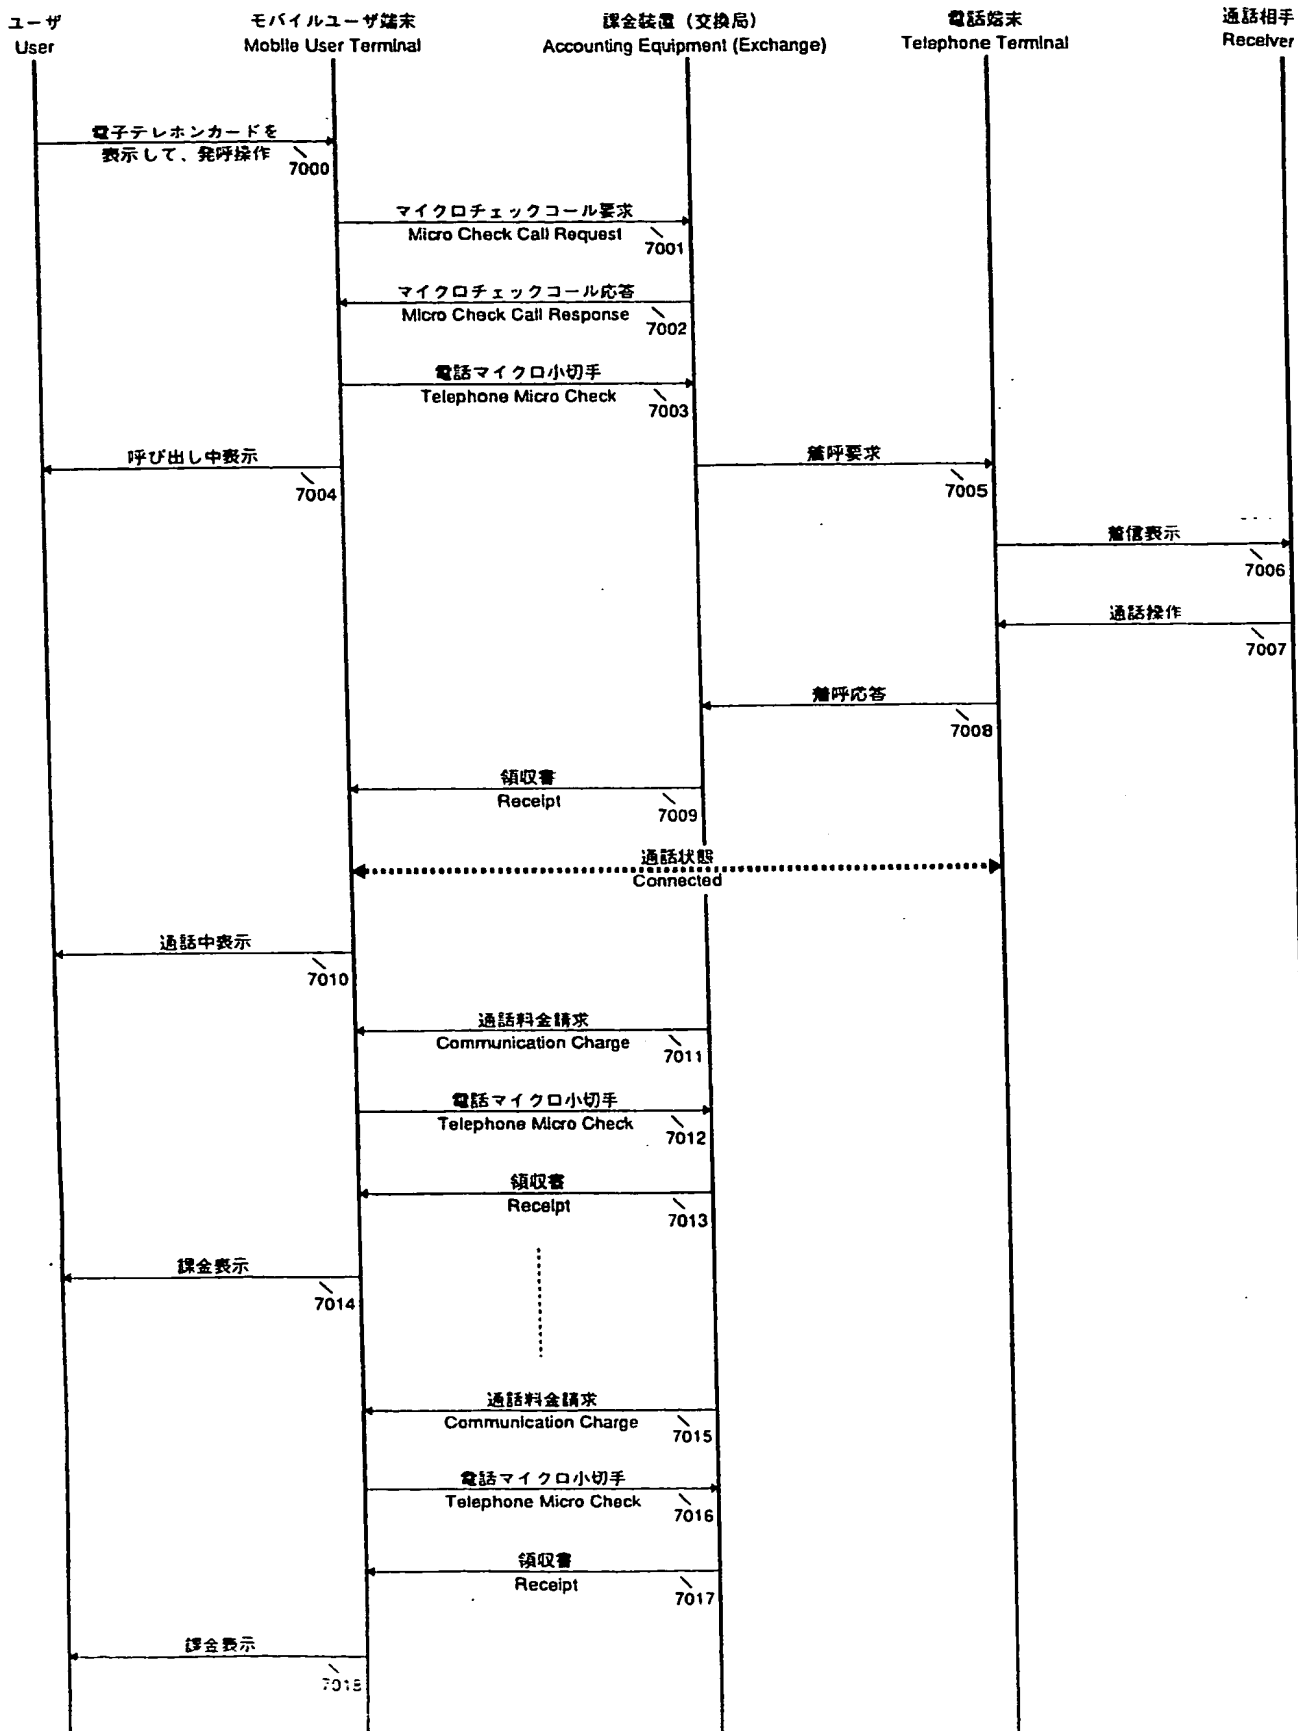 ユーザ
User
モバイルユーザ端末
Mobile User Terminal
課金装置（交換局）
Accounting Equipment (Exchange)
電話端末
Telephone Terminal
通話相手
Receiver
電子テレホンカードを
表示して、発呼操作
7000
マイクロチェックコール要求
Micro Check Call Request
7001
マイクロチェックコール応答
Micro Check Call Response
7002
電話マイクロ小切手
Telephone Micro Check
7003
呼び出し中表示
7004
着呼要求
7005
着信表示
7006
通話操作
7007
着呼応答
7008
領収書
Receipt
7009
通話状態
Connected
通話中表示
7010
通話料金請求
Communication Charge
7011
電話マイクロ小切手
Telephone Micro Check
7012
領収書
Receipt
7013
課金表示
7014
通話料金請求
Communication Charge
7015
電話マイクロ小切手
Telephone Micro Check
7016
領収書
Receipt
7017
課金表示
7018